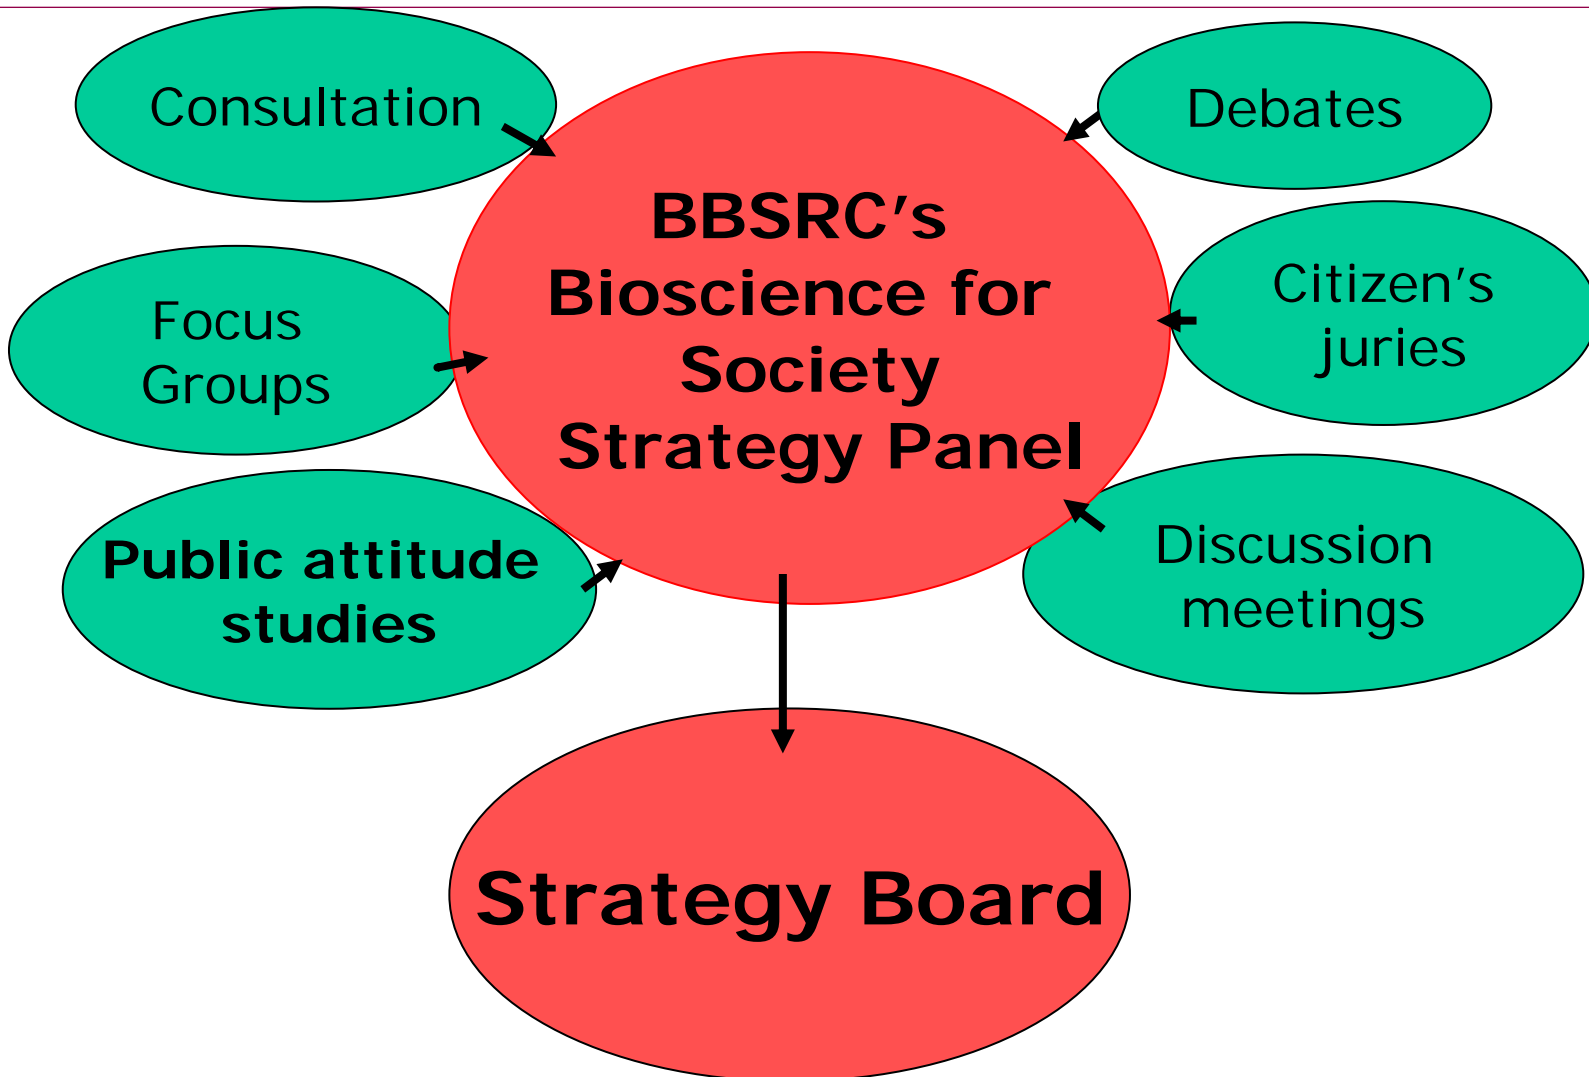 Consultation
Debates
BBSRC's
Bioscience for
Society
Strategy Panel
Focus
Groups
Citizen's
juries
Public attitude
studies
Discussion
meetings
Strategy Board